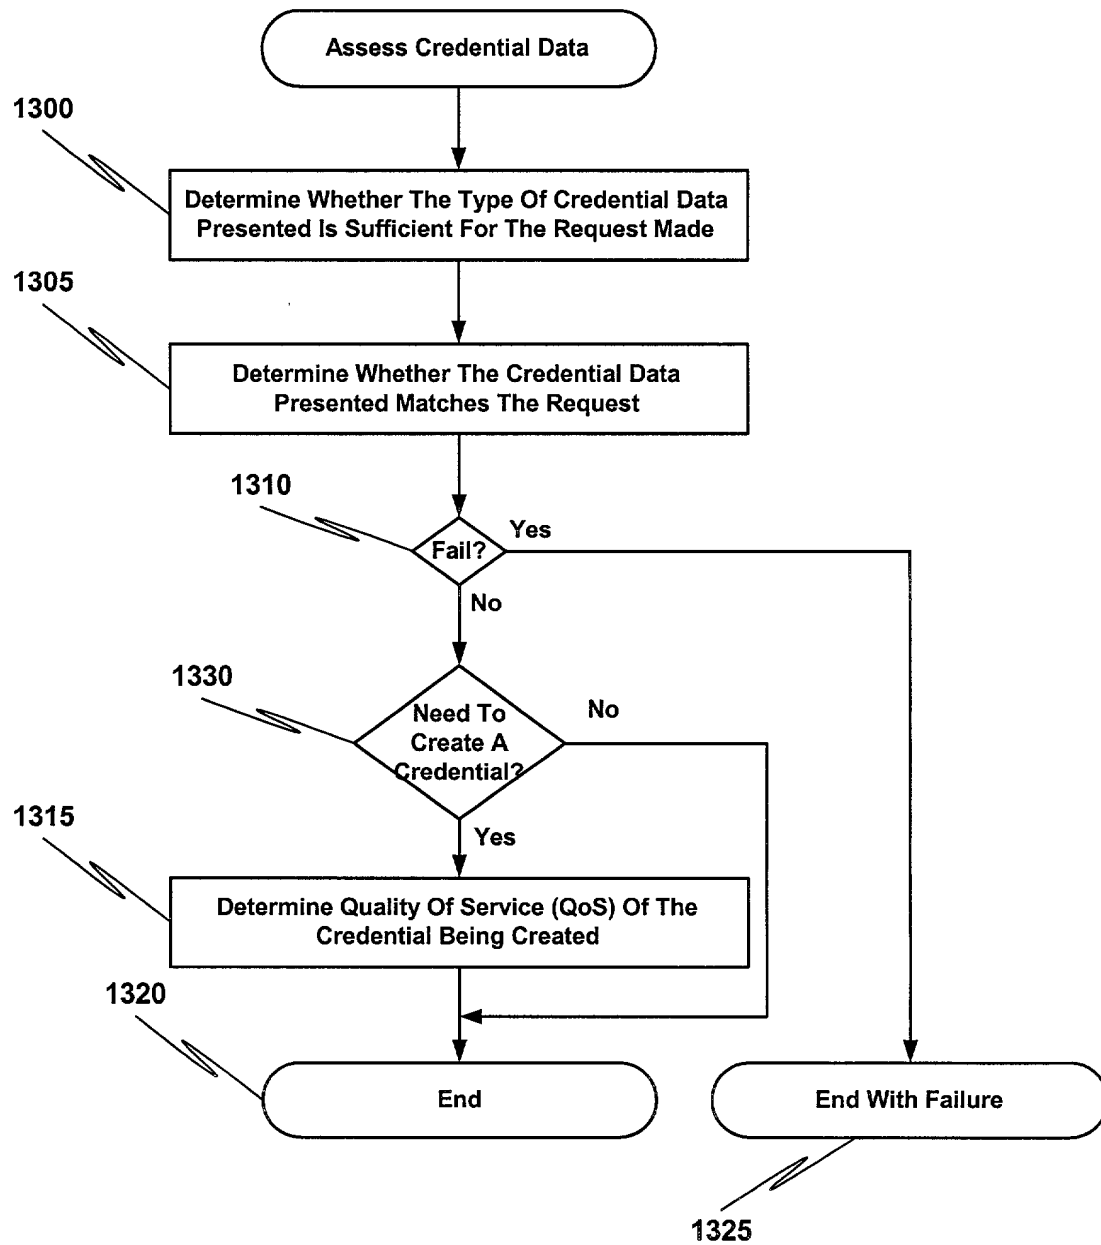 Assess Credential Data
1300
Determine Whether The Type Of Credential Data
Presented Is Sufficient For The Request Made
1305
Determine Whether The Credential Data
Presented Matches The Request
1310
Fail?
Yes
No
1330
Need To
Create A
Credential?
No
1315
Yes
Determine Quality Of Service (QoS) Of The
Credential Being Created
1320
End
End With Failure
1325